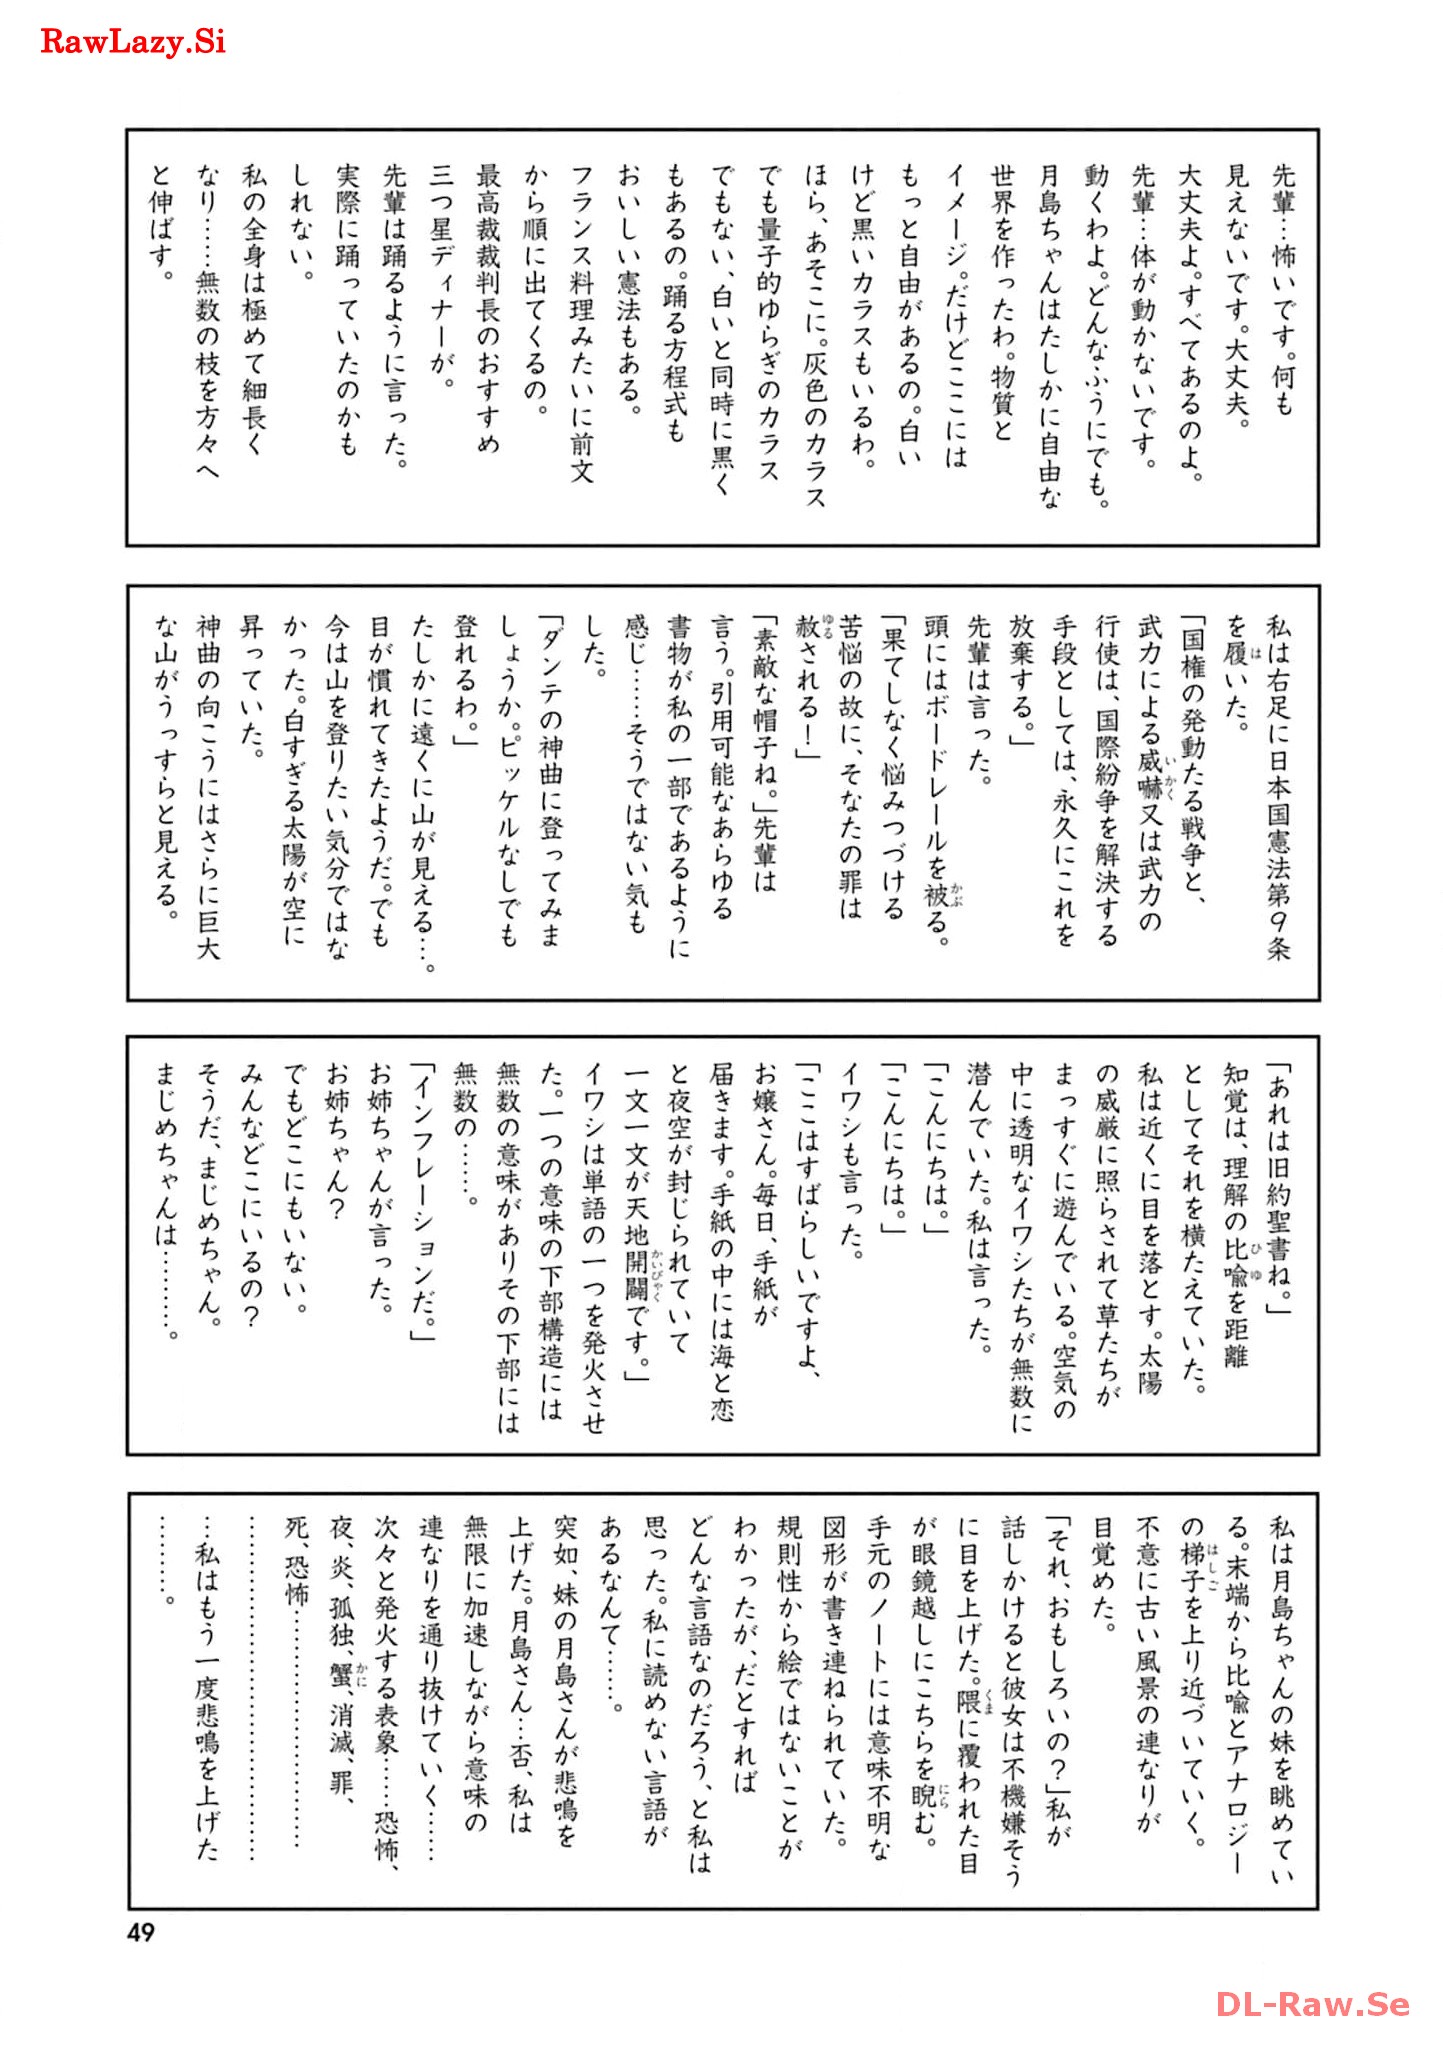 RawLazy.Si
先輩…怖いです。何も
見えないです。大丈夫。
大丈夫よ。すべてあるのよ。
先輩…体が動かないです。
動くわよ。どんなふうにでも。
月島ちゃんはたしかに自由な
世界を作ったわ。物質と
イメージ。だけどここには
もっと自由があるの。白い
けど黒いカラスもいるわ。
ほら、あそこに。灰色のカラス
でも量子的ゆらぎのカラス
でもない、白いと同時に黒く
もあるの。踊る方程式も
おいしい憲法もある。
フランス料理みたいに前文
から順に出てくるの。
最高裁裁判長のおすすめ
三つ星ディナーが。
先輩は踊るように言った。
実際に踊っていたのかも
しれない。
私の全身は極めて細長く
なり……無数の枝を方々へ
と伸ばす。
私は右足に日本国憲法第9条
を履いた。
「国権の発動たる戦争と、
武力による威嚇又は武力の
行使は、国際紛争を解決する
手段としては、永久にこれを
放棄する。」
先輩は言った。
頭にはボードレールを被る。
「果てしなく悩みつづける
苦悩の故に、そなたの罪は
赦される！」
「素敵な帽子ね。」先輩は
言う。引用可能なあらゆる
書物が私の一部であるように
感じ……そうではない気も
した。
「ダンテの神曲に登ってみま
しょうか。ピッケルなしでも
登れるわ。」
たしかに遠くに山が見える…。
目が慣れてきたようだ。でも
今は山を登りたい気分ではな
かった。白すぎる太陽が空に
昇っていた。
神曲の向こうにはさらに巨大
な山がうっすらと見える。
「あれは旧約聖書ね。」
知覚は、理解の比喩を距離
としてそれを横たえていた。
私は近くに目を落とす。太陽
の威厳に照らされて草たちが
まっすぐに遊んでいる。空気の
中に透明なイワシたちが無数に
潜んでいた。私は言った。
「こんにちは。」
「こんにちは。」
イワシも言った。
「ここはすばらしいですよ、
お嬢さん。毎日、手紙が
届きます。手紙の中には海と恋
と夜空が封じられていて
一文一文が天地開闢です。」
イワシは単語の一つを発火させ
た。一つの意味の下部構造には
無数の意味がありその下部には
無数の……。
「インフレーションだ。」
お姉ちゃんが言った。
お姉ちゃん？
でもどこにもいない。
みんなどこにいるの？
そうだ、まじめちゃん。
まじめちゃんは………。
私は月島ちゃんの妹を眺めてい
る。末端から比喩とアナロジー
の梯子を上り近づいていく。
不意に古い風景の連なりが
目覚めた。
「それ、おもしろいの？」私が
話しかけると彼女は不機嫌そう
に目を上げた。隈に覆われた目
が眼鏡越しにこちらを睨む。
手元のノートには意味不明な
図形が書き連ねられていた。
規則性から絵ではないことが
わかったが、だとすれば
どんな言語なのだろう、と私は
思った。私に読めない言語が
あるなんて……。
突如、妹の月島さんが悲鳴を
上げた。月島さん…否、私は
無限に加速しながら意味の
連なりを通り抜けていく……
次々と発火する表象……恐怖、
夜、炎、孤独、蟹、消滅、罪、
死、恐怖…………………………
……………………………………
…私はもう一度悲鳴を上げた
………。
49
DL-Raw.Se